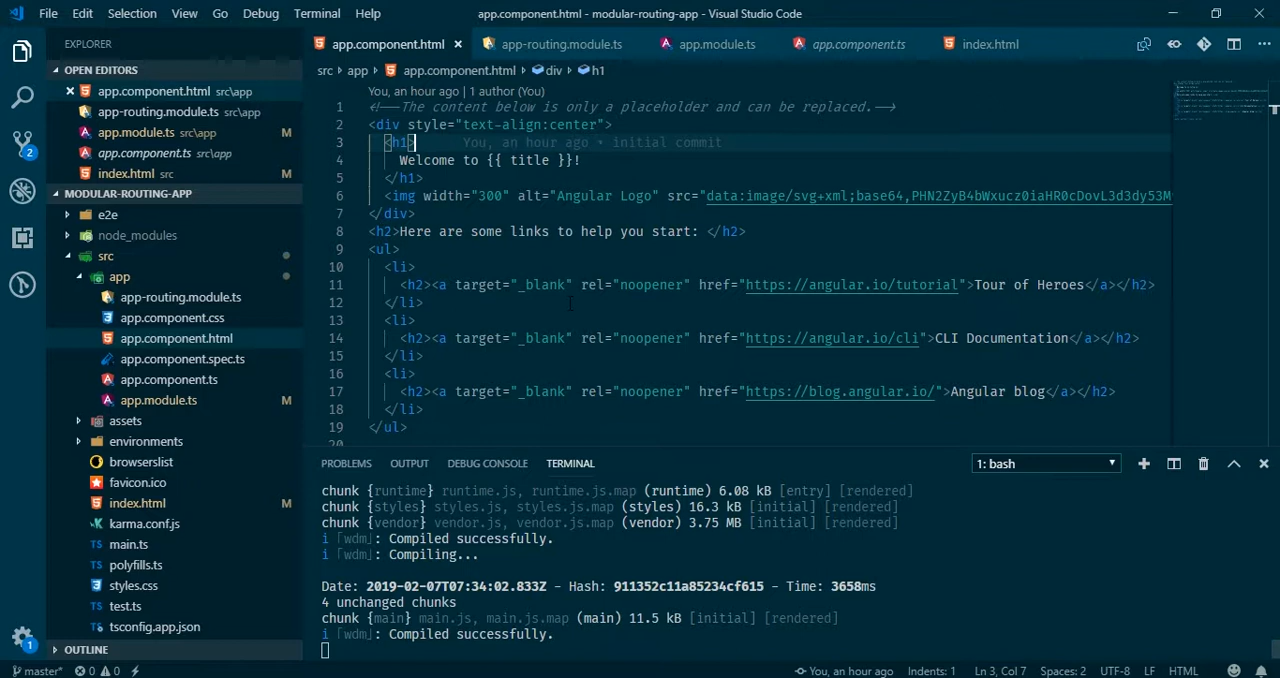 File Edit Selection View Go Debug Terminal Help app.component.html - modular-routing-app - Visual Studio Code
EXPLORER
OPEN EDITORS
app.component.html src\app
app-routing.module.ts src\app
app.module.ts src\app M
app.component.ts src\app
index.html src M
MODULAR-ROUTING-APP
e2e
node_modules
src
app
app-routing.module.ts
app.component.css
app.component.html
app.component.spec.ts
app.component.ts
app.module.ts M
assets
environments
browserslist
favicon.ico
index.html M
karma.conf.js
main.ts
polyfills.ts
styles.css
test.ts
tsconfig.app.json
OUTLINE
2
1
app.component.html app-routing.module.ts app.module.ts app.component.ts index.html
src app app.component.html div h1
You, an hour ago | 1 author (You)
1 <!--The content below is only a placeholder and can be replaced.-->
2 <div style="text-align:center">
3 <h1> You, an hour ago • initial commit
4 Welcome to {{ title }}!
5 </h1>
6 <img width="300" alt="Angular Logo" src="data:image/svg+xml;base64,
7 </div>
8 <h2>Here are some links to help you start: </h2>
9 <ul>
10 <li>
11 <h2><a target="_blank" rel="noopener" href="https://angular.io/tutorial">Tour of Heroes</a></h2>
12 </li>
13 <li>
14 <h2><a target="_blank" rel="noopener" href="https://angular.io/cli">CLI Documentation</a></h2>
15 </li>
16 <li>
17 <h2><a target="_blank" rel="noopener" href="https://blog.angular.io/">Angular blog</a></h2>
18 </li>
19 </ul>
20
PROBLEMS OUTPUT DEBUG CONSOLE TERMINAL 1: bash
chunk {runtime} runtime.js, runtime.js.map (runtime) 6.08 kB [entry] [rendered]
chunk {styles} styles.js, styles.js.map (styles) 16.3 kB [initial] [rendered]
chunk {vendor} vendor.js, vendor.js.map (vendor) 3.75 MB [initial] [rendered]
i ｢wdm｣: Compiled successfully.
i ｢wdm｣: Compiling...
Date: 2019-02-07T07:34:02.833Z - Hash: 911352c11a85234cf615 - Time: 3658ms
4 unchanged chunks
chunk {main} main.js, main.js.map (main) 11.5 kB [initial] [rendered]
i ｢wdm｣: Compiled successfully.
master* 0 0 You, an hour ago Indents: 1 Ln 3, Col 7 Spaces: 2 UTF-8 LF HTML